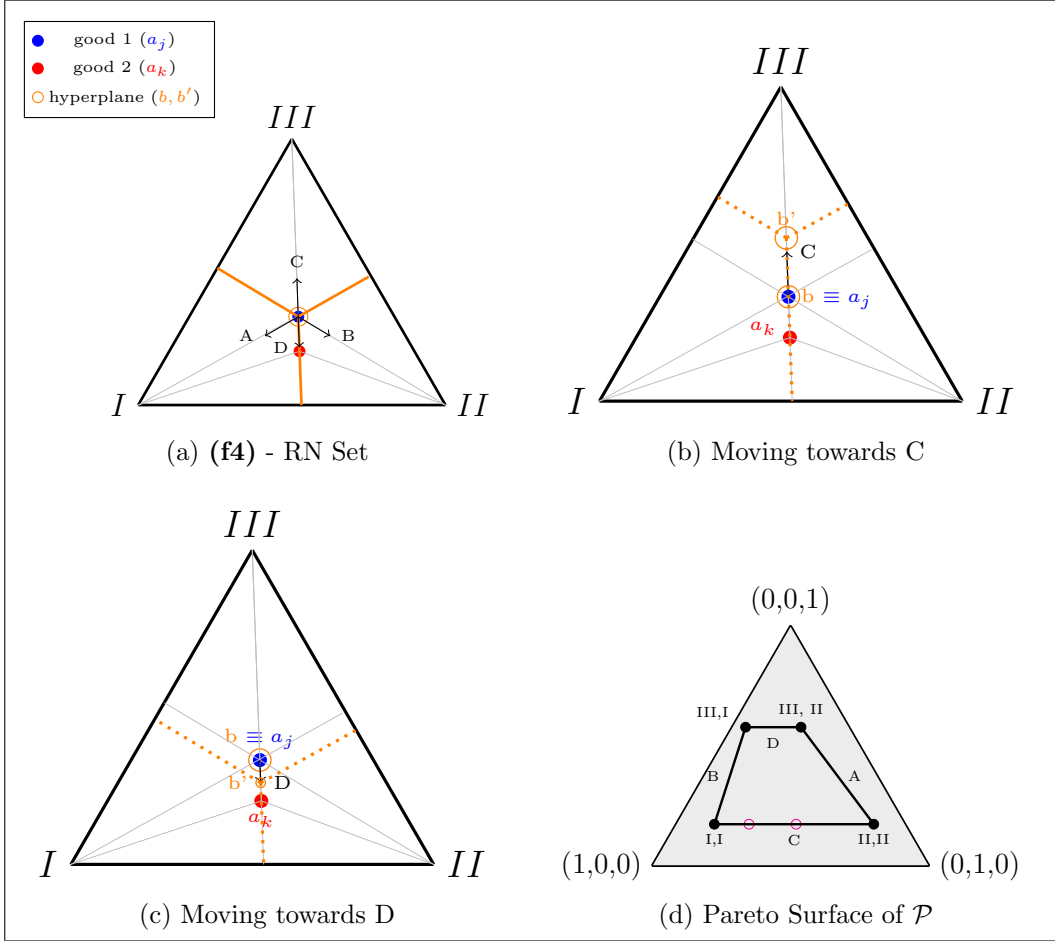 good 1 (a_j)
good 2 (a_k)
hyperplane (b, b′)
III
C
A
B
D
I
II
(a) (f4) - RN Set
III
b'
C
b ≡ a_j
a_k
I
II
(b) Moving towards C
III
b ≡ a_j
b'
D
a_k
I
II
(c) Moving towards D
(0,0,1)
III,I
III, II
D
B
A
I,I
C
II,II
(1,0,0)
(0,1,0)
(d) Pareto Surface of 𝒫